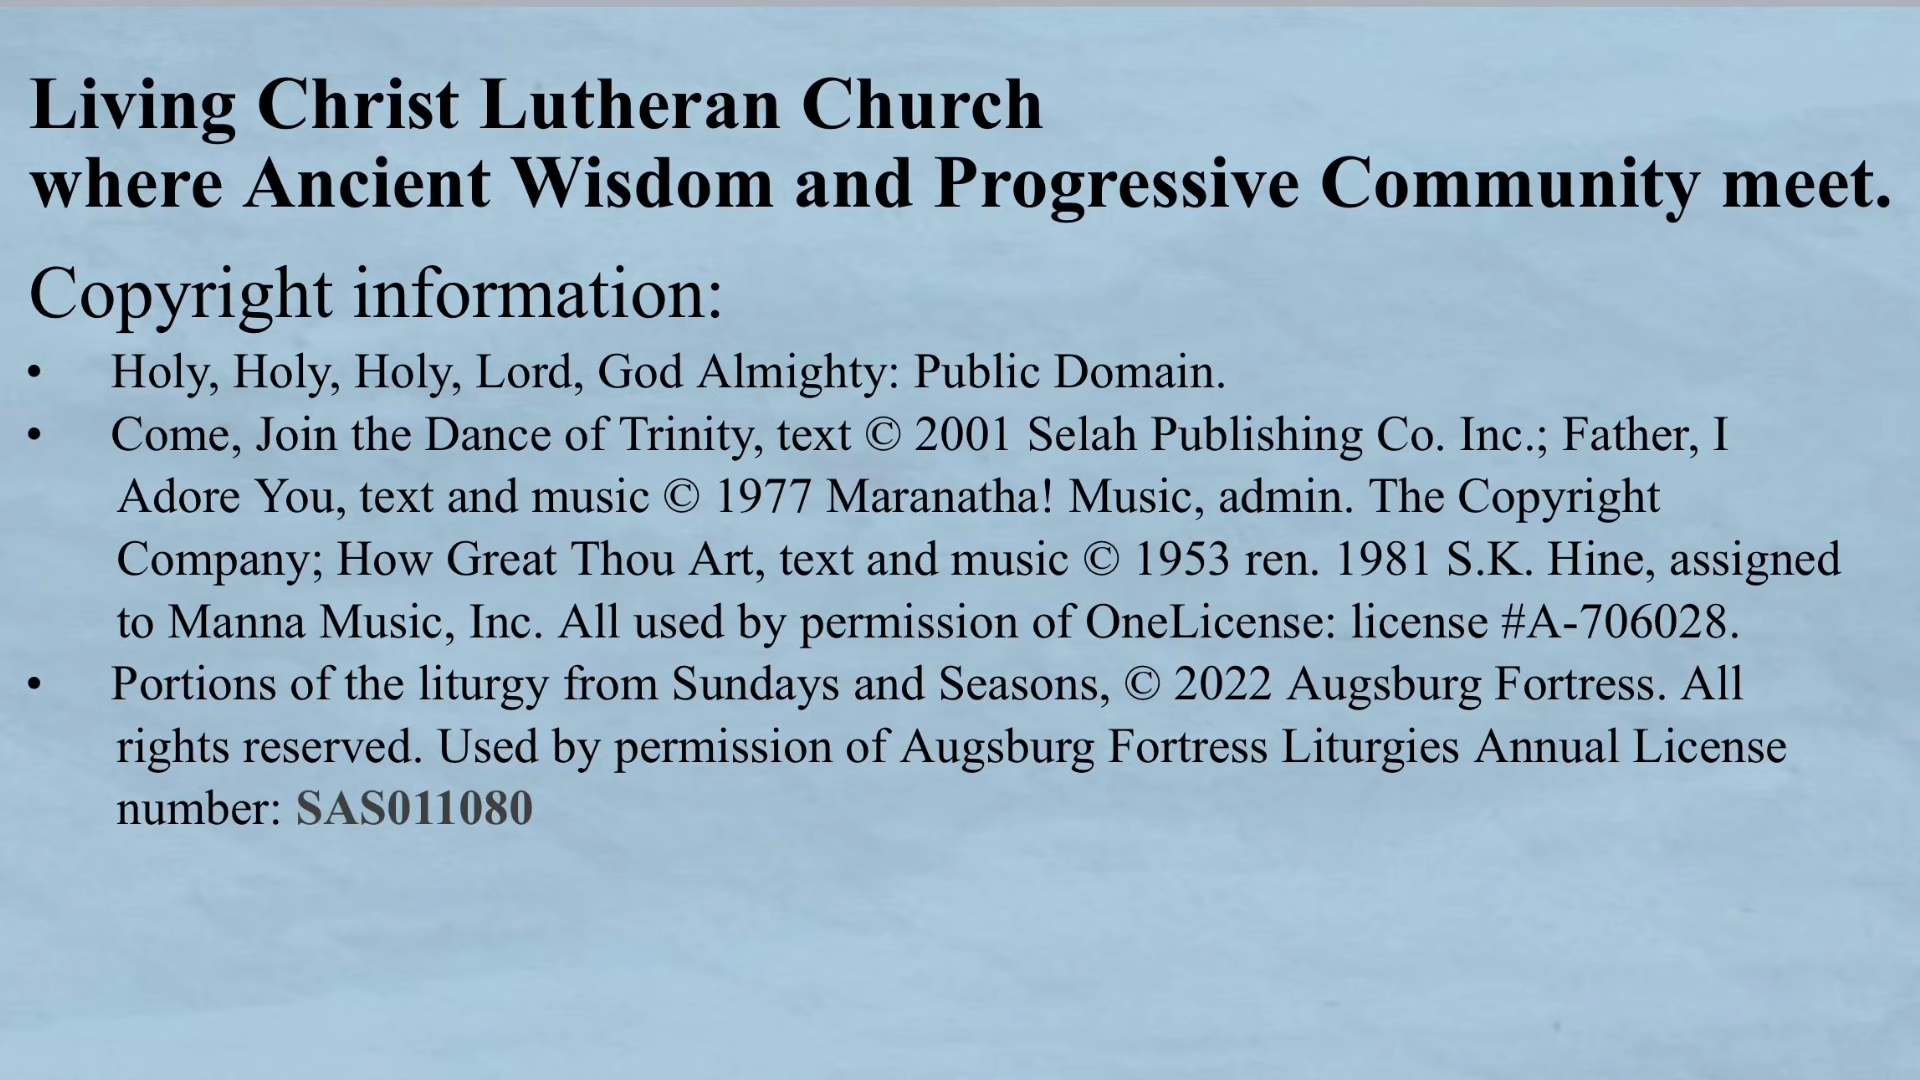 Living Christ Lutheran Church
where Ancient Wisdom and Progressive Community meet.
Copyright information:
• Holy, Holy, Holy, Lord, God Almighty: Public Domain.
• Come, Join the Dance of Trinity, text © 2001 Selah Publishing Co. Inc.; Father, I
Adore You, text and music © 1977 Maranatha! Music, admin. The Copyright
Company; How Great Thou Art, text and music © 1953 ren. 1981 S.K. Hine, assigned
to Manna Music, Inc. All used by permission of OneLicense: license #A-706028.
• Portions of the liturgy from Sundays and Seasons, © 2022 Augsburg Fortress. All
rights reserved. Used by permission of Augsburg Fortress Liturgies Annual License
number: SAS011080